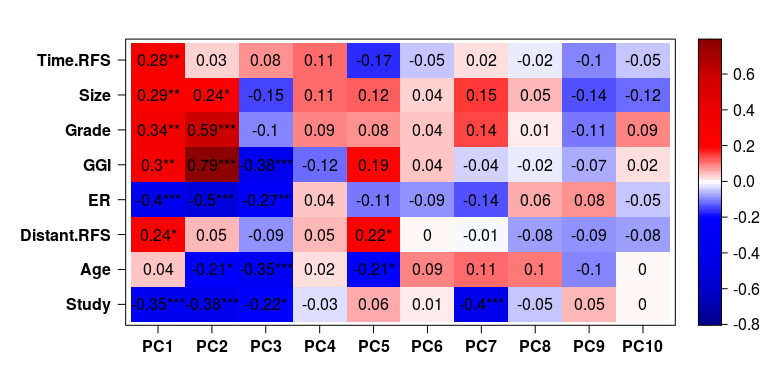 Time.RFS 0.28** 0.03 0.08 0.11 -0.17 -0.05 0.02 -0.02 -0.1 -0.05
Size 0.29** 0.24* -0.15 0.11 0.12 0.04 0.15 0.05 -0.14 -0.12
Grade 0.34** 0.59*** -0.1 0.09 0.08 0.04 0.14 0.01 -0.11 0.09
GGI 0.3** 0.79*** -0.38*** -0.12 0.19 0.04 -0.04 -0.02 -0.07 0.02
ER -0.4*** -0.5*** -0.27** 0.04 -0.11 -0.09 -0.14 0.06 0.08 -0.05
Distant.RFS 0.24* 0.05 -0.09 0.05 0.22* 0 -0.01 -0.08 -0.09 -0.08
Age 0.04 -0.21* -0.35*** 0.02 -0.21* 0.09 0.11 0.1 -0.1 0
Study -0.35*** -0.38*** -0.22* -0.03 0.06 0.01 -0.4*** -0.05 0.05 0
PC1 PC2 PC3 PC4 PC5 PC6 PC7 PC8 PC9 PC10
0.6
0.4
0.2
0.0
-0.2
-0.4
-0.6
-0.8